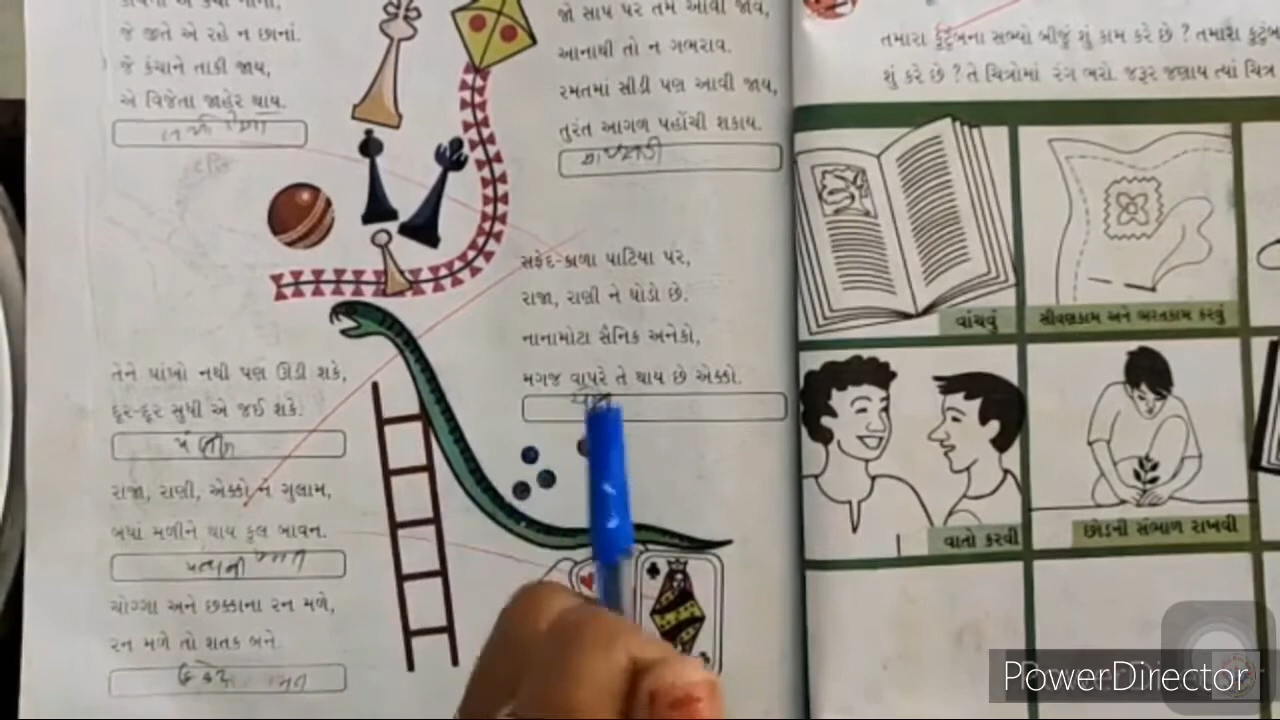 જે જીતે એ રહે ન છાનાં.
જે કંચાને તાકી જાય,
એ વિજેતા જાહેર થાય.
જો સાપ પર તમે આવી જાવ,
આનાથી તો ન ગભરાવ.
રમતમાં સીડી પણ આવી જાય,
તુરંત આગળ પહોંચી શકાય.
સફેદ-કાળા પાટિયા પર,
રાજા, રાણી ને ઘોડો છે.
નાનામોટા સૈનિક અનેકો,
મગજ વાપરે તે થાય છે એક્કો.
તેને પાંખો નથી પણ ઊડી શકે,
દૂર-દૂર સુધી એ જઈ શકે.
પતંગ
રાજા, રાણી, એક્કો ને ગુલામ,
બધાં મળીને થાય કુલ બાવન.
ચોગ્ગા અને છક્કાના રન મળે,
રન મળે તો શતક બને.
તમારા કુટુંબના સભ્યો બીજું શું કામ કરે છે ? તમારા કુટુંબ
શું કરે છે ? તે ચિત્રોમાં રંગ ભરો. જરૂર જણાય ત્યાં ચિત્ર
વાંચવું
સીવણકામ અને ભરતકામ કરવું
વાતો કરવી
છોડની સંભાળ રાખવી
PowerDirector